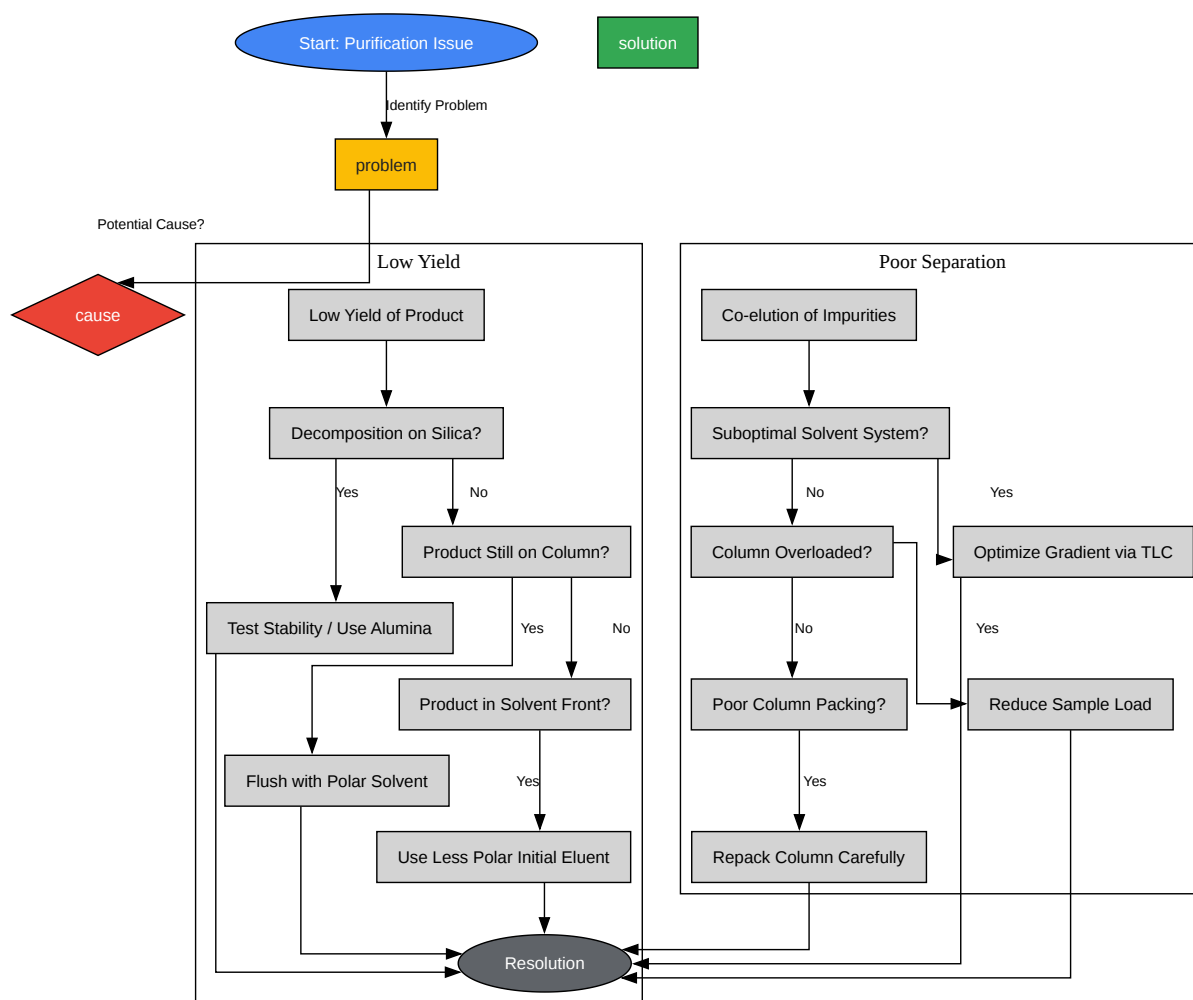 Start: Purification Issue
solution
Identify Problem
problem
Potential Cause?
cause
Low Yield
Low Yield of Product
Decomposition on Silica?
Yes
No
Product Still on Column?
Test Stability / Use Alumina
Yes
No
Product in Solvent Front?
Flush with Polar Solvent
Yes
Use Less Polar Initial Eluent
Poor Separation
Co-elution of Impurities
Suboptimal Solvent System?
No
Yes
Column Overloaded?
Optimize Gradient via TLC
No
Yes
Poor Column Packing?
Reduce Sample Load
Yes
Repack Column Carefully
Resolution